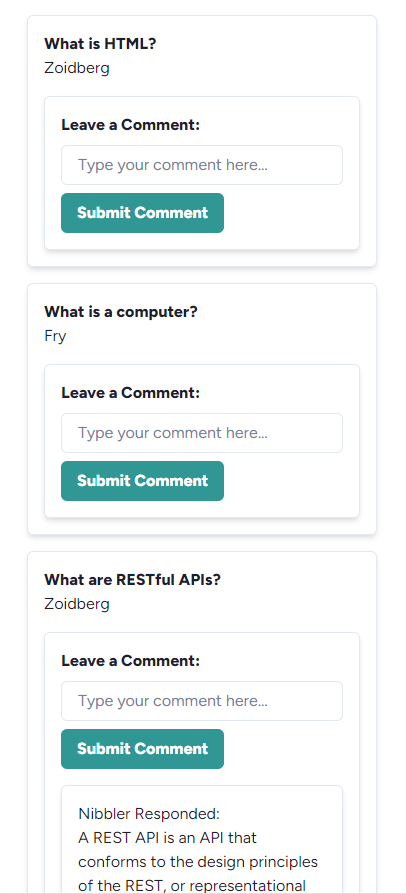 What is HTML?
Zoidberg
Leave a Comment:
Type your comment here...
Submit Comment
What is a computer?
Fry
Leave a Comment:
Type your comment here...
Submit Comment
What are RESTful APIs?
Zoidberg
Leave a Comment:
Type your comment here...
Submit Comment
Nibbler Responded:
A REST API is an API that
conforms to the design principles
of the REST, or representational